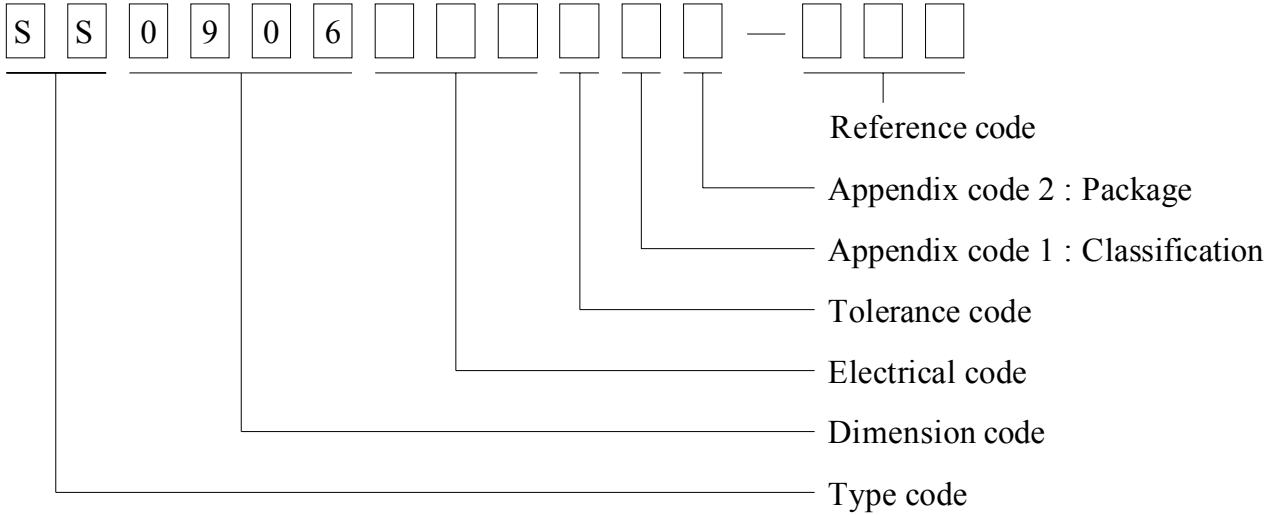 S S 0 9 0 6 —
Reference code
Appendix code 2 : Package
Appendix code 1 : Classification
Tolerance code
Electrical code
Dimension code
Type code